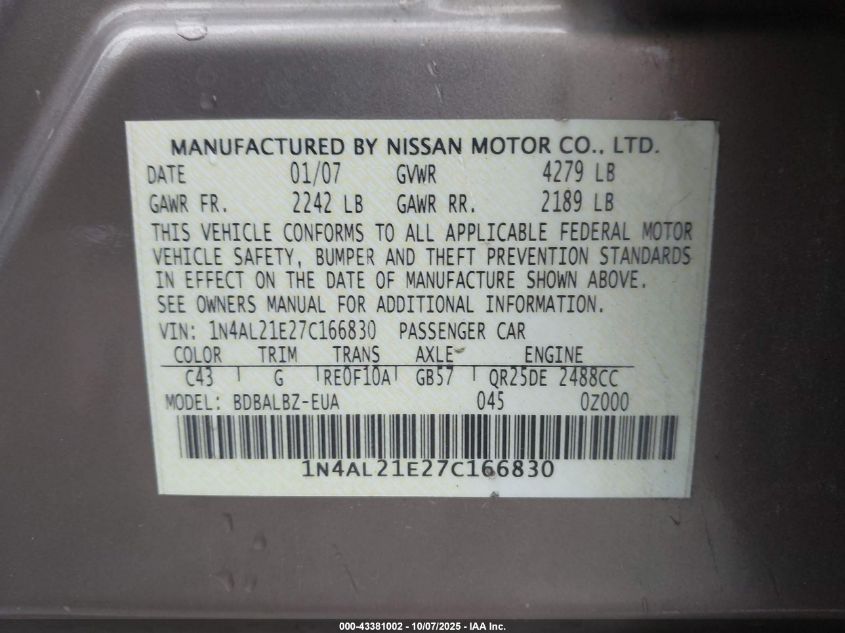 MANUFACTURED BY NISSAN MOTOR CO., LTD.
DATE 01/07 GVWR 4279 LB
GAWR FR. 2242 LB GAWR RR. 2189 LB
THIS VEHICLE CONFORMS TO ALL APPLICABLE FEDERAL MOTOR
VEHICLE SAFETY, BUMPER AND THEFT PREVENTION STANDARDS
IN EFFECT ON THE DATE OF MANUFACTURE SHOWN ABOVE.
SEE OWNERS MANUAL FOR ADDITIONAL INFORMATION.
VIN: 1N4AL21E27C166830 PASSENGER CAR
COLOR TRIM TRANS AXLE ENGINE
C43 G RE0F10A GB57 QR25DE 2488CC
MODEL: BDBALBZ-EUA 045 0Z000
1N4AL21E27C166830
000-43381002 - 10/07/2025 - IAA Inc.